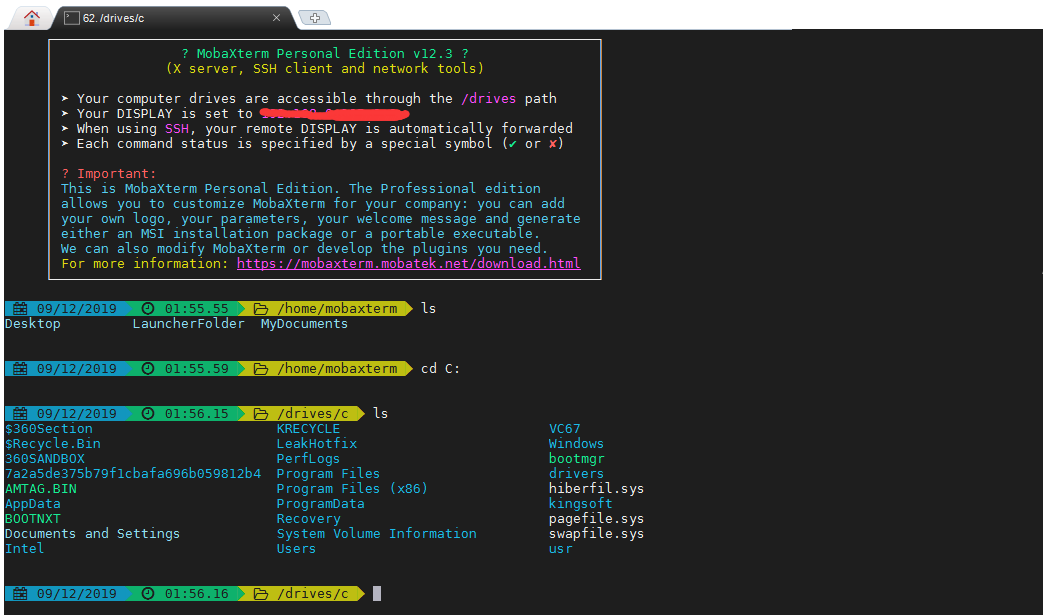 62. /drives/c
? MobaXterm Personal Edition v12.3 ?
(X server, SSH client and network tools)
➤ Your computer drives are accessible through the /drives path
➤ Your DISPLAY is set to
➤ When using SSH, your remote DISPLAY is automatically forwarded
➤ Each command status is specified by a special symbol (✔ or ✘)
? Important:
This is MobaXterm Personal Edition. The Professional edition
allows you to customize MobaXterm for your company: you can add
your own logo, your parameters, your welcome message and generate
either an MSI installation package or a portable executable.
We can also modify MobaXterm or develop the plugins you need.
For more information: https://mobaxterm.mobatek.net/download.html
09/12/2019 01:55.55 /home/mobaxterm ls
Desktop LauncherFolder MyDocuments
09/12/2019 01:55.59 /home/mobaxterm cd C:
09/12/2019 01:56.15 /drives/c ls
$360Section KRECYCLE VC67
$Recycle.Bin LeakHotfix Windows
360SANDBOX PerfLogs bootmgr
7a2a5de375b79f1cbafa696b059812b4 Program Files drivers
AMTAG.BIN Program Files (x86) hiberfil.sys
AppData ProgramData kingsoft
BOOTNXT Recovery pagefile.sys
Documents and Settings System Volume Information swapfile.sys
Intel Users usr
09/12/2019 01:56.16 /drives/c